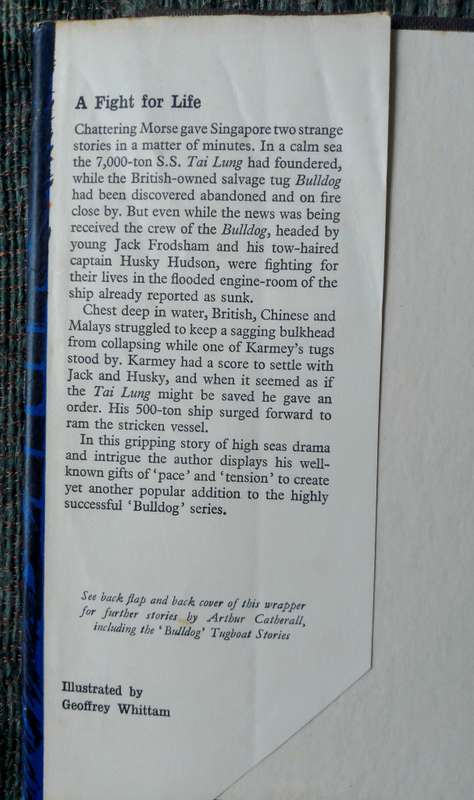 A Fight for Life
Chattering Morse gave Singapore two strange
stories in a matter of minutes. In a calm sea
the 7,000-ton S.S. Tai Lung had foundered,
while the British-owned salvage tug Bulldog
had been discovered abandoned and on fire
close by. But even while the news was being
received the crew of the Bulldog, headed by
young Jack Frodsham and his tow-haired
captain Husky Hudson, were fighting for
their lives in the flooded engine-room of the
ship already reported as sunk.
Chest deep in water, British, Chinese and
Malays struggled to keep a sagging bulkhead
from collapsing while one of Karmey's tugs
stood by. Karmey had a score to settle with
Jack and Husky, and when it seemed as if
the Tai Lung might be saved he gave an
order. His 500-ton ship surged forward to
ram the stricken vessel.
In this gripping story of high seas drama
and intrigue the author displays his well-
known gifts of 'pace' and 'tension' to create
yet another popular addition to the highly
successful 'Bulldog' series.
See back flap and back cover of this wrapper
for further stories by Arthur Catherall,
including the 'Bulldog' Tugboat Stories
Illustrated by
Geoffrey Whittam